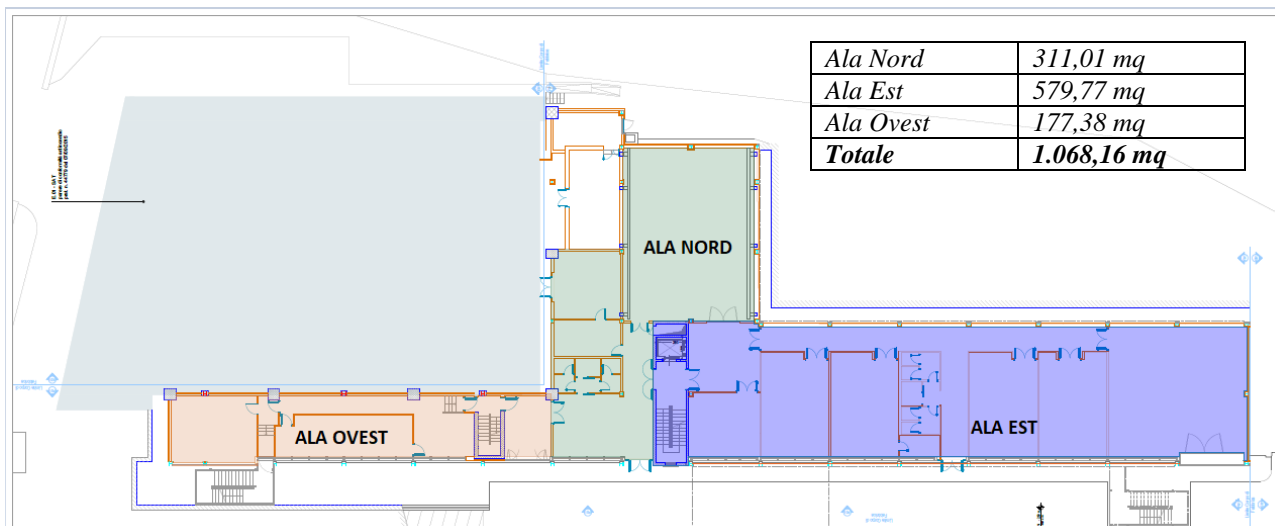 Ala Nord 311,01 mq
Ala Est 579,77 mq
Ala Ovest 177,38 mq
Totale 1.068,16 mq
ALA NORD
ALA OVEST
ALA EST